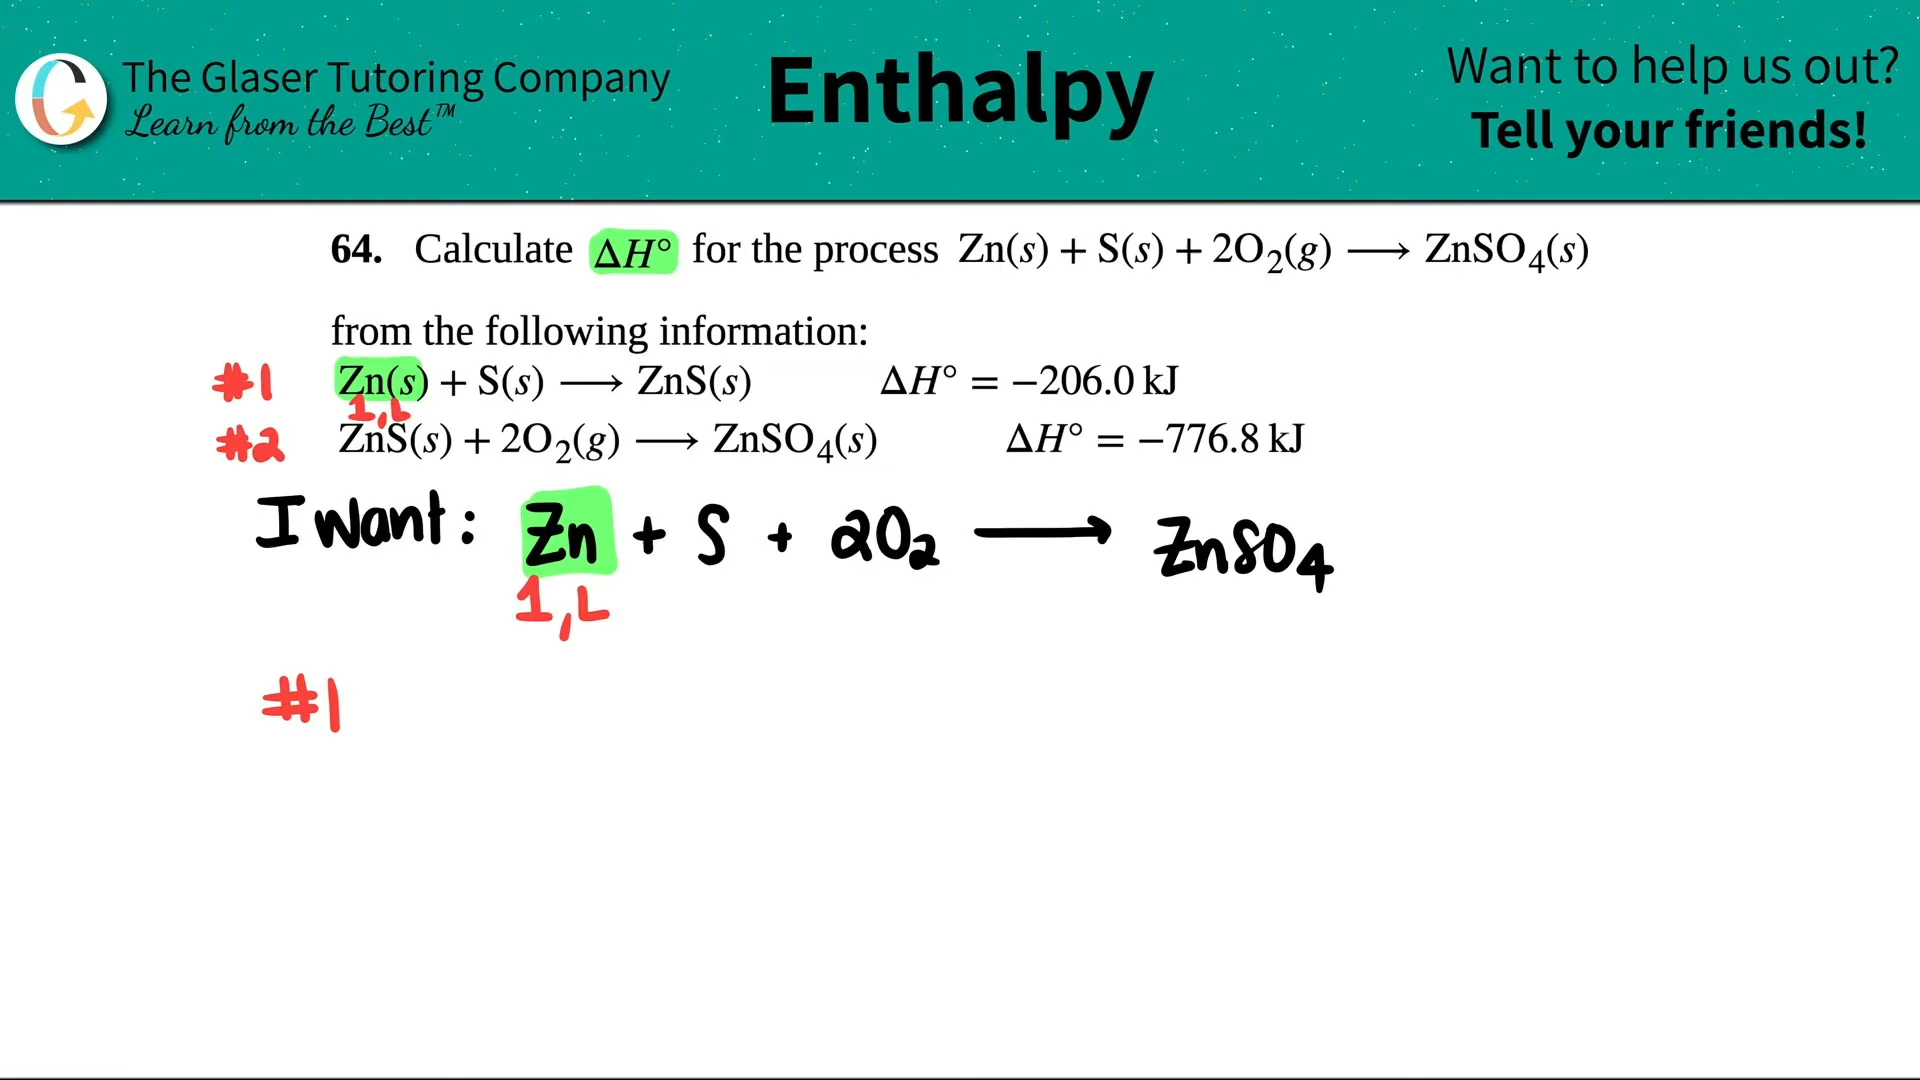 The Glaser Tutoring Company
Learn from the Best™
Enthalpy
Want to help us out?
Tell your friends!
64. Calculate ΔH° for the process Zn(s) + S(s) + 2O₂(g) ⟶ ZnSO₄(s)
from the following information:
#1 Zn(s) + S(s) ⟶ ZnS(s) ΔH° = −206.0 kJ
1,L
#2 ZnS(s) + 2O₂(g) ⟶ ZnSO₄(s) ΔH° = −776.8 kJ
I want: Zn + S + 2O₂ ⟶ ZnSO₄
1,L
#1